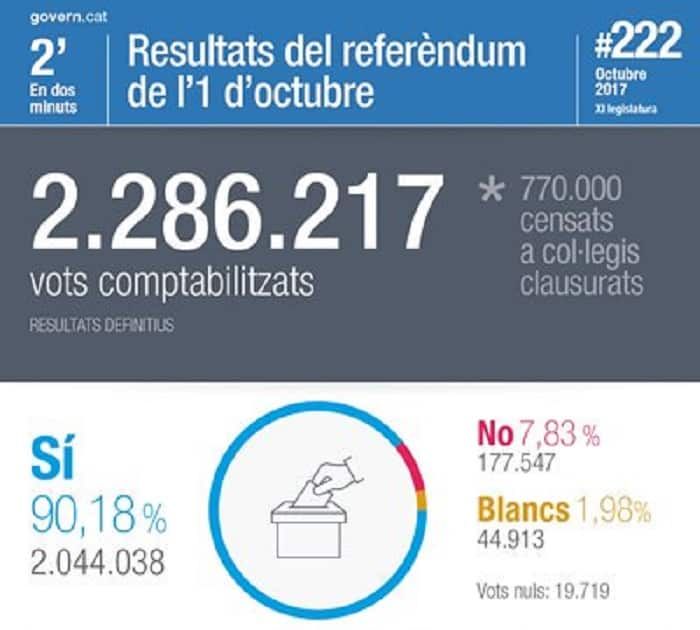 govern.cat
2'
En dos
minuts
Resultats del referèndum
de l'1 d'octubre
#222
Octubre
2017
XI legislatura
2.286.217
vots comptabilitzats
RESULTATS DEFINITIUS
* 770.000
censats
a col·legis
clausurats
Sí
90,18 %
2.044.038
No 7,83 %
177.547
Blancs 1,98%
44.913
Vots nuls: 19.719